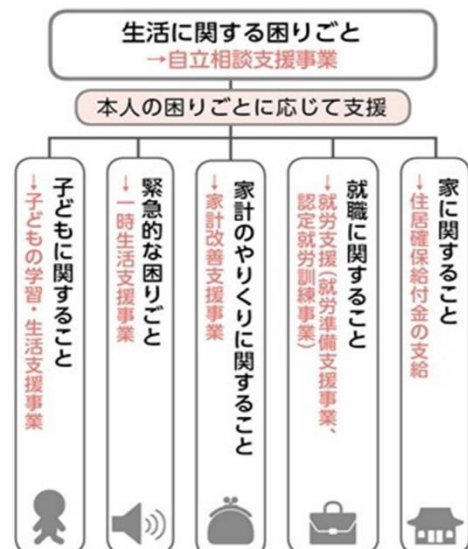 生活に関する困りごと
→自立相談支援事業
本人の困りごとに応じて支援
家に関すること
→住居確保給付金の支給
就職に関すること
→就労支援(就労準備支援事業、
認定就労訓練事業)
家計のやりくりに関すること
→家計改善支援事業
緊急的な困りごと
→一時生活支援事業
子どもに関すること
→子どもの学習・生活支援事業